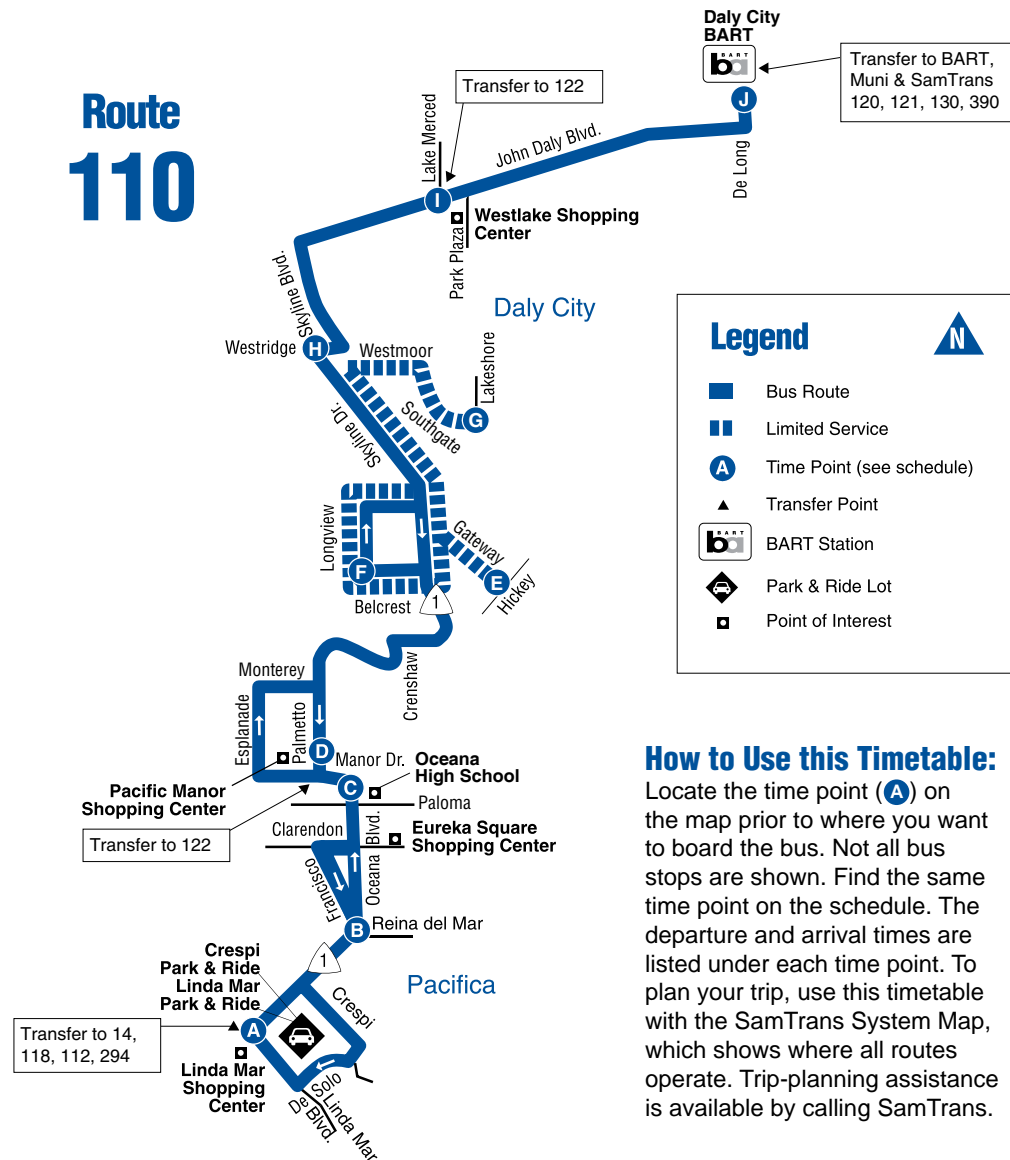 Route
110
Daly City
BART
BART
ba
Transfer to BART,
Muni & SamTrans
120, 121, 130, 390
J
Transfer to 122
Lake Merced
John Daly Blvd.
De Long
I
Park Plaza
Westlake Shopping
Center
Skyline Blvd.
Daly City
Westridge
H
Westmoor
Lakeshore
G
Southgate
Skyline Dr.
Longview
F
Gateway
E
Hickey
Belcrest
1
Crenshaw
Monterey
Esplanade
Palmetto
D
Manor Dr.
Oceana
High School
Pacific Manor
Shopping Center
C
Paloma
Transfer to 122
Clarendon
Eureka Square
Shopping Center
Francisco
Oceana Blvd.
B
Reina del Mar
1
Crespi
Park & Ride
Linda Mar
Park & Ride
Crespi
Pacifica
A
Transfer to 14,
118, 112, 294
Linda Mar
Shopping
Center
De Solo
Linda Mar
Blvd.
Legend
N
Bus Route
Limited Service
A
Time Point (see schedule)
Transfer Point
BART
ba
BART Station
Park & Ride Lot
Point of Interest
How to Use this Timetable:
Locate the time point (A) on
the map prior to where you want
to board the bus. Not all bus
stops are shown. Find the same
time point on the schedule. The
departure and arrival times are
listed under each time point. To
plan your trip, use this timetable
with the SamTrans System Map,
which shows where all routes
operate. Trip-planning assistance
is available by calling SamTrans.